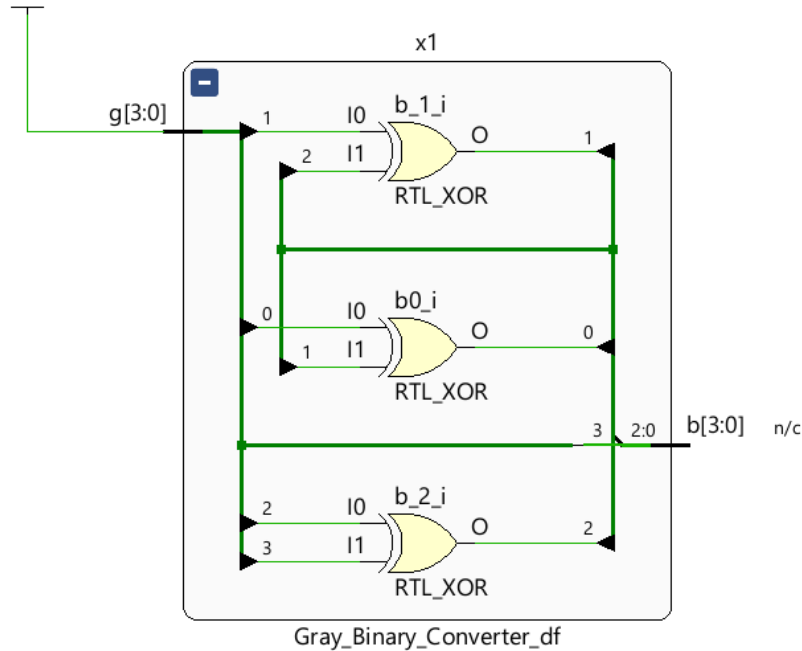 x1
g[3:0]
1 I0 b_1_i O 1
2 I1
RTL_XOR
0 I0 b0_i O 0
1 I1
RTL_XOR
3 2:0 b[3:0] n/c
2 I0 b_2_i O 2
3 I1
RTL_XOR
Gray_Binary_Converter_df